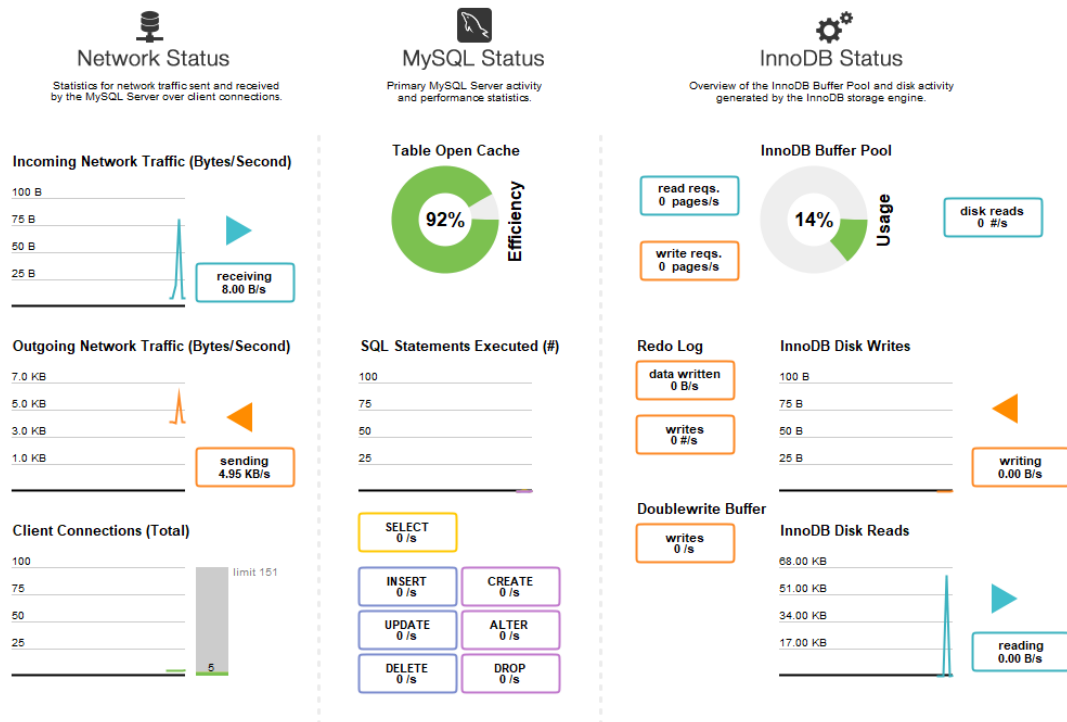 Network Status
Statistics for network traffic sent and received
by the MySQL Server over client connections.
Incoming Network Traffic (Bytes/Second)
100 B
75 B
50 B
25 B
receiving
8.00 B/s
Outgoing Network Traffic (Bytes/Second)
7.0 KB
5.0 KB
3.0 KB
1.0 KB
sending
4.95 KB/s
Client Connections (Total)
100
75
50
25
limit 151
5
MySQL Status
Primary MySQL Server activity
and performance statistics.
Table Open Cache
92%
Efficiency
SQL Statements Executed (#)
100
75
50
25
SELECT
0 /s
INSERT
0 /s
CREATE
0 /s
UPDATE
0 /s
ALTER
0 /s
DELETE
0 /s
DROP
0 /s
InnoDB Status
Overview of the InnoDB Buffer Pool and disk activity
generated by the InnoDB storage engine.
InnoDB Buffer Pool
read reqs.
0 pages/s
write reqs.
0 pages/s
14%
Usage
disk reads
0 #/s
Redo Log
data written
0 B/s
writes
0 #/s
Doublewrite Buffer
writes
0 /s
InnoDB Disk Writes
100 B
75 B
50 B
25 B
writing
0.00 B/s
InnoDB Disk Reads
68.00 KB
51.00 KB
34.00 KB
17.00 KB
reading
0.00 B/s